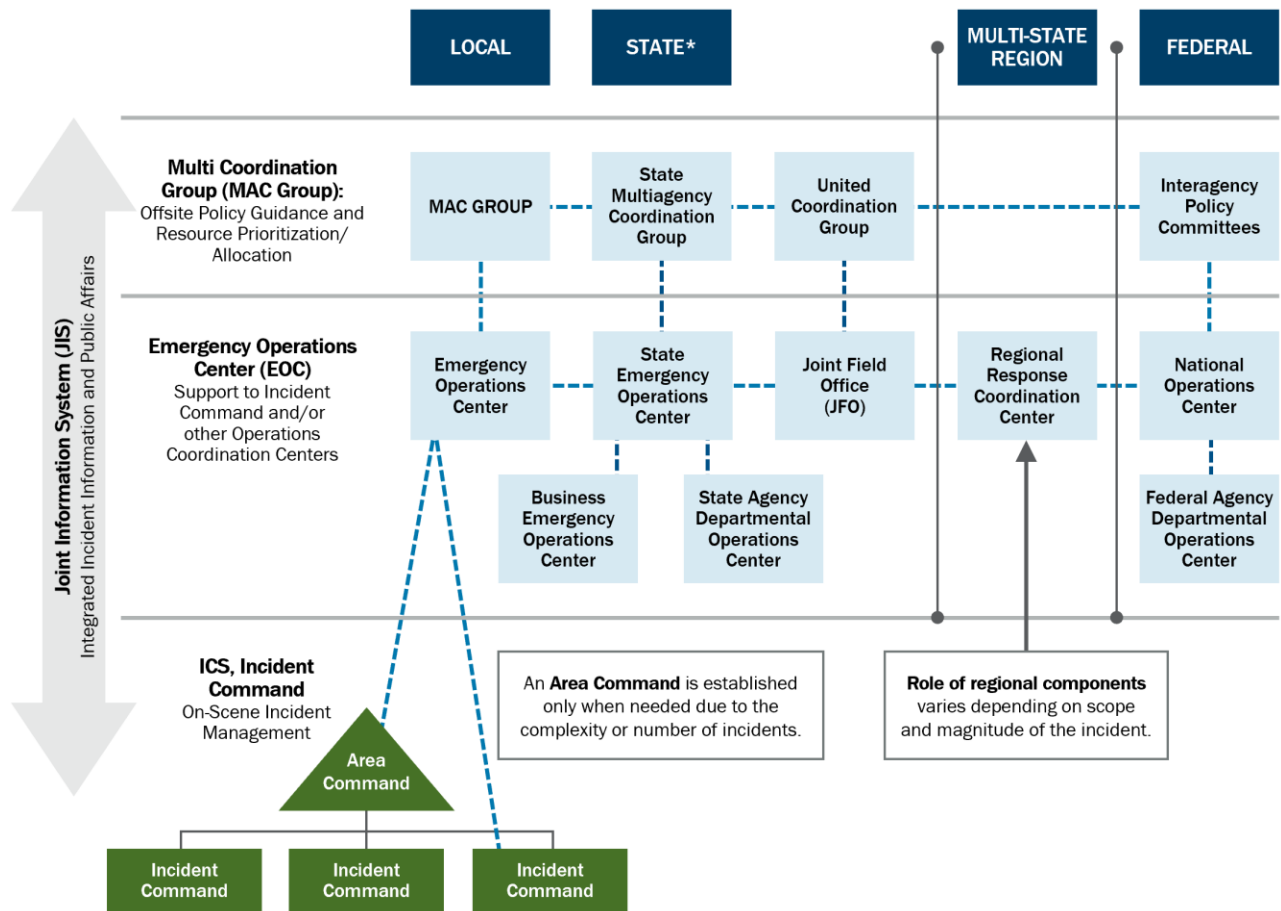 LOCAL
STATE*
MULTI-STATE
REGION
FEDERAL
Joint Information System (JIS)
Integrated Incident Information and Public Affairs
Multi Coordination
Group (MAC Group):
Offsite Policy Guidance and
Resource Prioritization/
Allocation
MAC GROUP
State
Multiagency
Coordination
Group
United
Coordination
Group
Interagency
Policy
Committees
Emergency Operations
Center (EOC)
Support to Incident
Command and/or
other Operations
Coordination Centers
Emergency
Operations
Center
State
Emergency
Operations
Center
Joint Field
Office
(JFO)
Regional
Response
Coordination
Center
National
Operations
Center
Business
Emergency
Operations
Center
State Agency
Departmental
Operations
Center
Federal Agency
Departmental
Operations
Center
ICS, Incident
Command
On-Scene Incident
Management
An Area Command is established
only when needed due to the
complexity or number of incidents.
Role of regional components
varies depending on scope
and magnitude of the incident.
Area
Command
Incident
Command
Incident
Command
Incident
Command